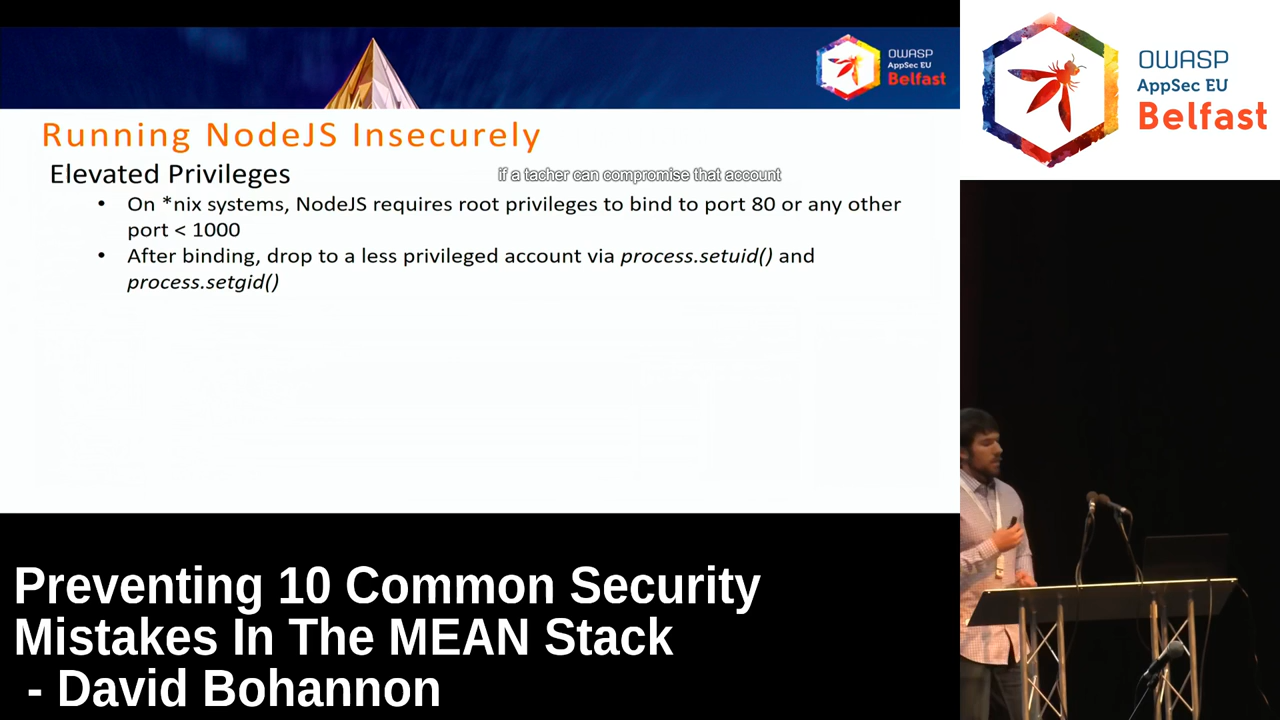 OWASP
AppSec EU
Belfast
OWASP
AppSec EU
Belfast
Running NodeJS Insecurely
Elevated Privileges
if a tacher can compromise that account
• On *nix systems, NodeJS requires root privileges to bind to port 80 or any other
port < 1000
• After binding, drop to a less privileged account via process.setuid() and
process.setgid()
Preventing 10 Common Security
Mistakes In The MEAN Stack
- David Bohannon